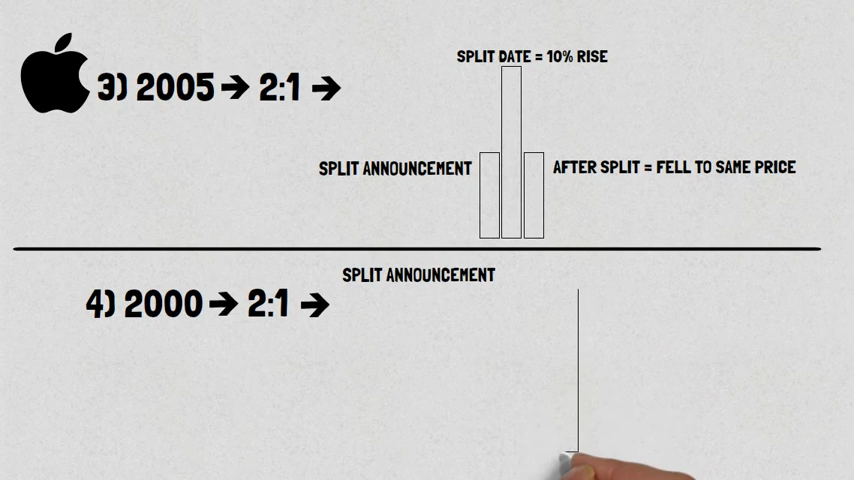 SPLIT DATE = 10% RISE
3) 2005 → 2:1 →
SPLIT ANNOUNCEMENT
AFTER SPLIT = FELL TO SAME PRICE
SPLIT ANNOUNCEMENT
4) 2000 → 2:1 →